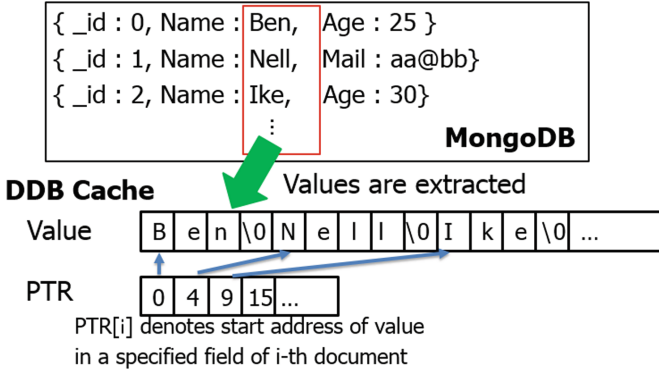 { _id : 0, Name : Ben, Age : 25 }
{ _id : 1, Name : Nell, Mail : aa@bb}
{ _id : 2, Name : Ike, Age : 30}
⋮
MongoDB
DDB Cache
Values are extracted
Value B e n \0 N e l l \0 I k e \0 ...
PTR 0 4 9 15 ...
PTR[i] denotes start address of value
in a specified field of i-th document